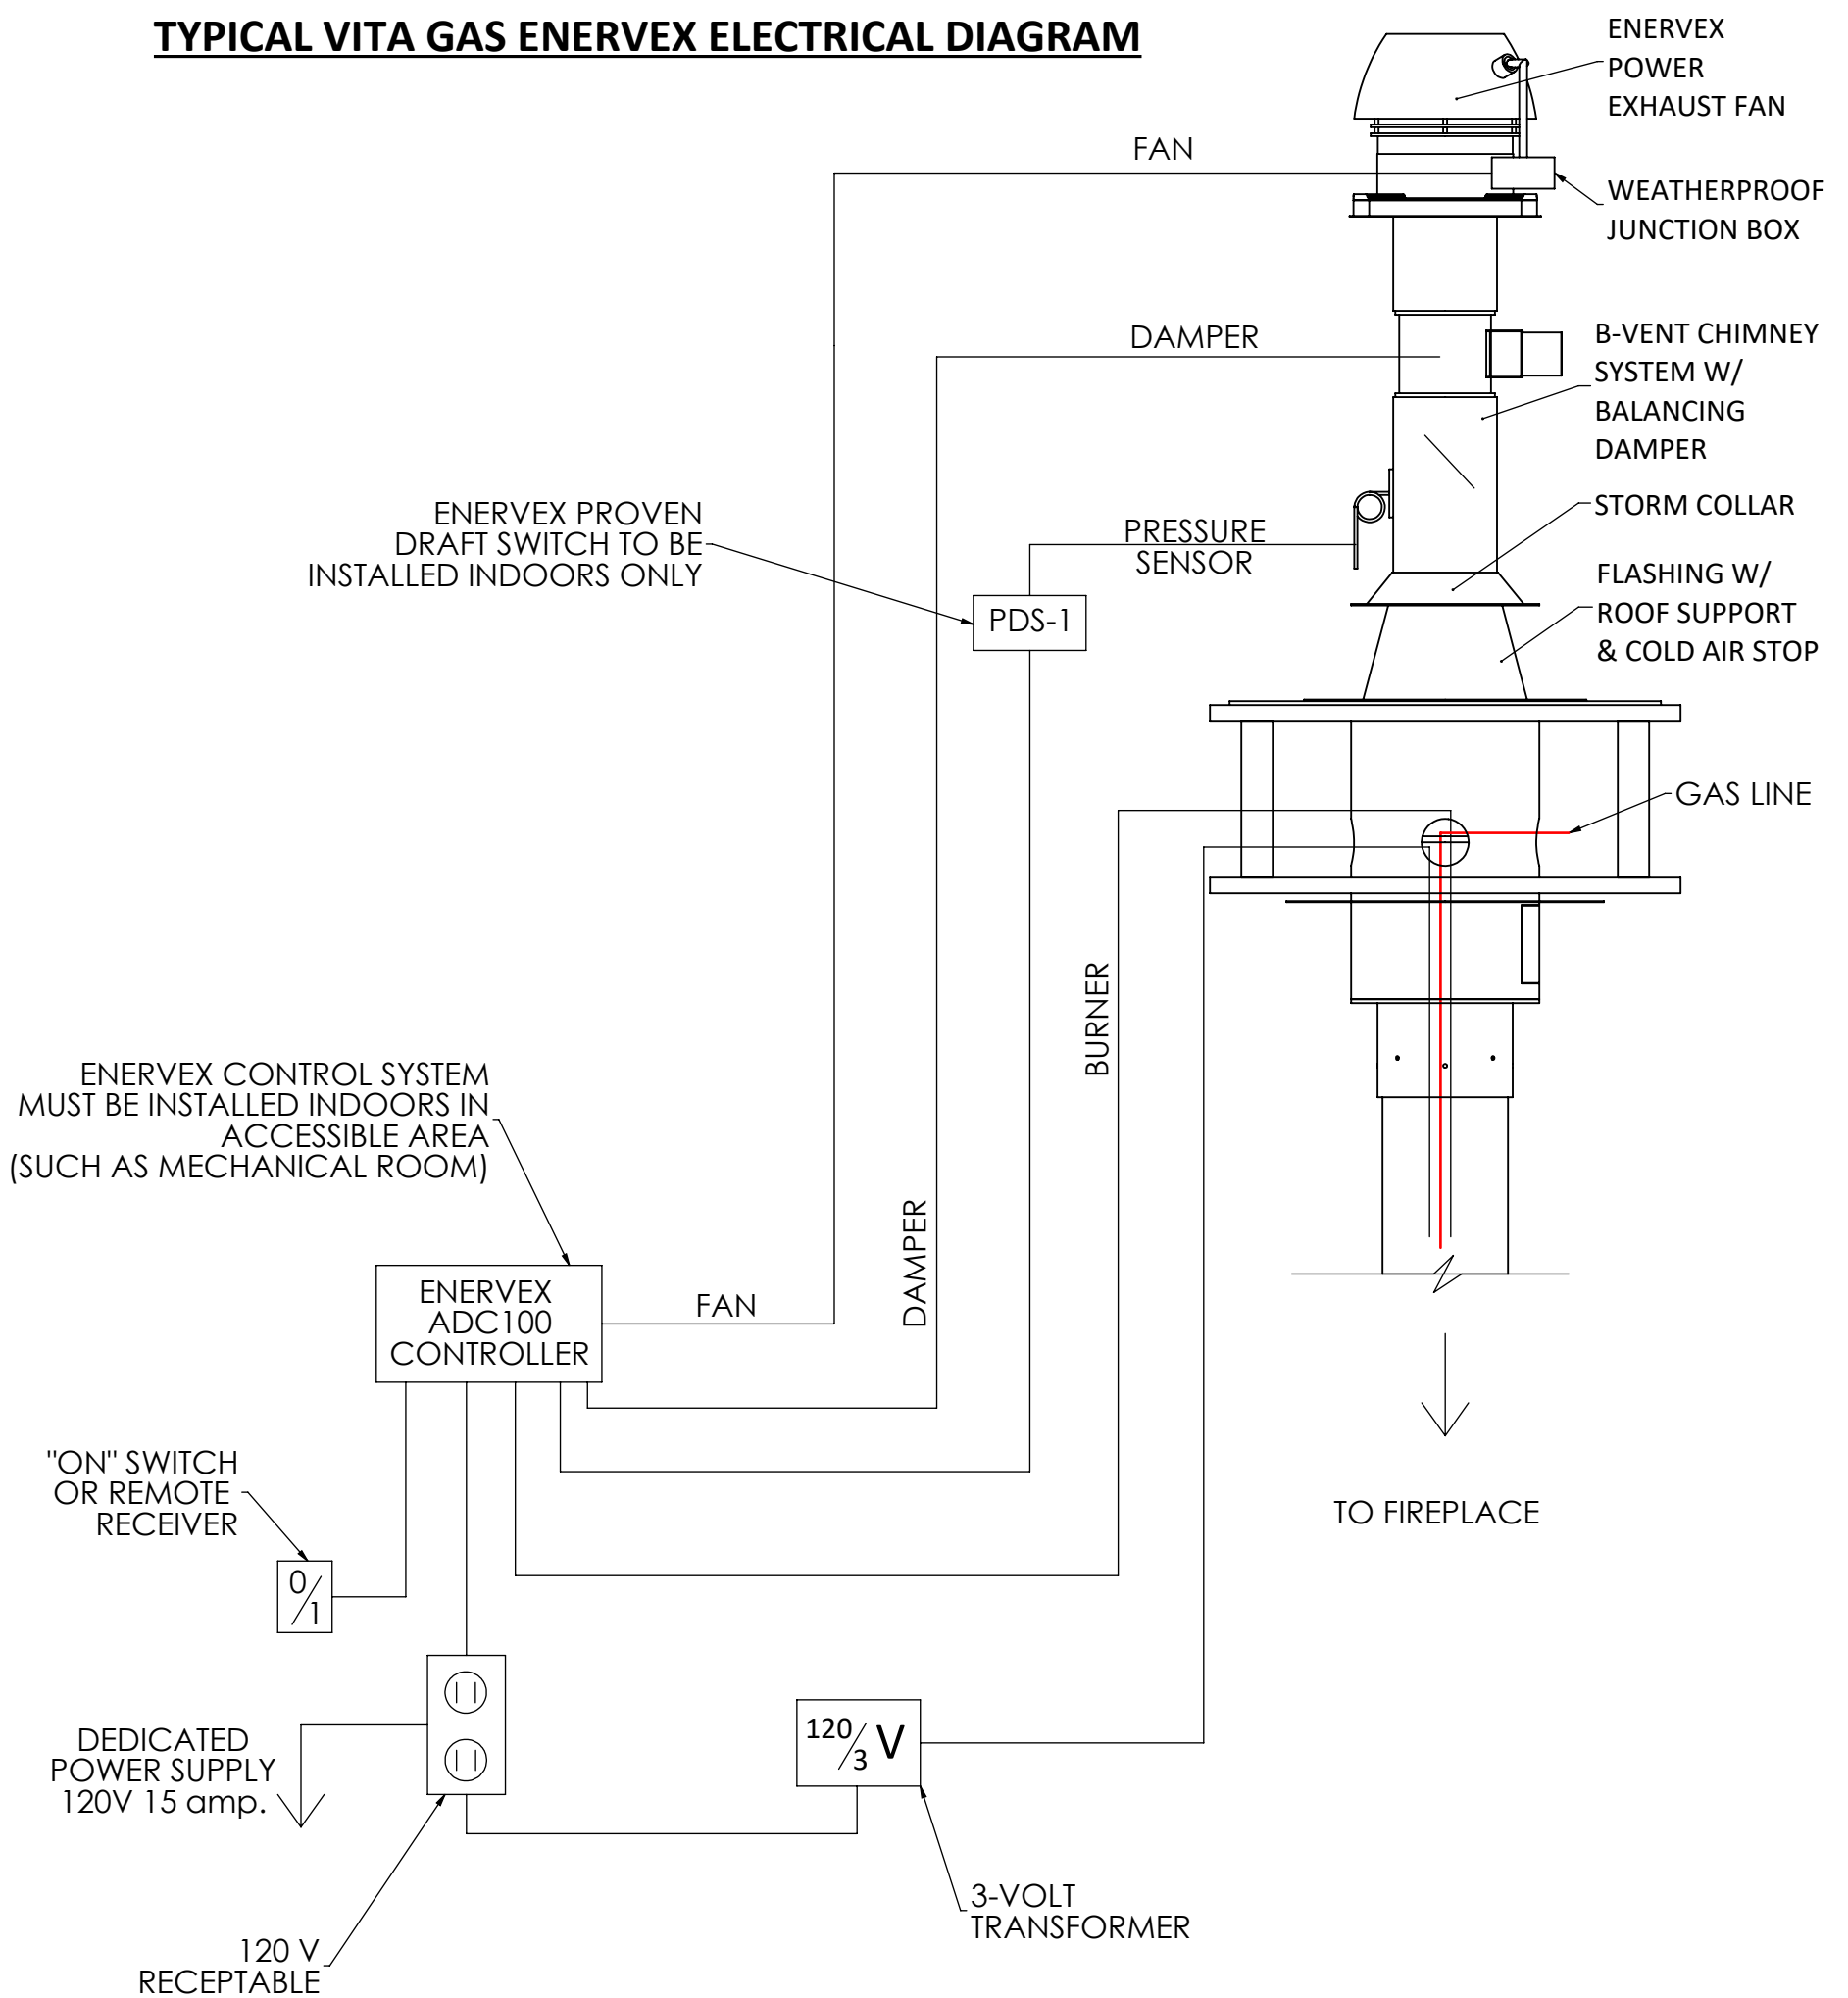 TYPICAL VITA GAS ENERVEX ELECTRICAL DIAGRAM
ENERVEX
POWER
EXHAUST FAN
FAN
WEATHERPROOF
JUNCTION BOX
DAMPER
B-VENT CHIMNEY
SYSTEM W/
BALANCING
DAMPER
ENERVEX PROVEN
DRAFT SWITCH TO BE
INSTALLED INDOORS ONLY
PRESSURE
SENSOR
STORM COLLAR
PDS-1
FLASHING W/
ROOF SUPPORT
& COLD AIR STOP
GAS LINE
BURNER
ENERVEX CONTROL SYSTEM
MUST BE INSTALLED INDOORS IN
ACCESSIBLE AREA
(SUCH AS MECHANICAL ROOM)
DAMPER
ENERVEX
ADC100
CONTROLLER
FAN
"ON" SWITCH
OR REMOTE
RECEIVER
TO FIREPLACE
0/1
DEDICATED
POWER SUPPLY
120V 15 amp.
120/3 V
3-VOLT
TRANSFORMER
120 V
RECEPTABLE